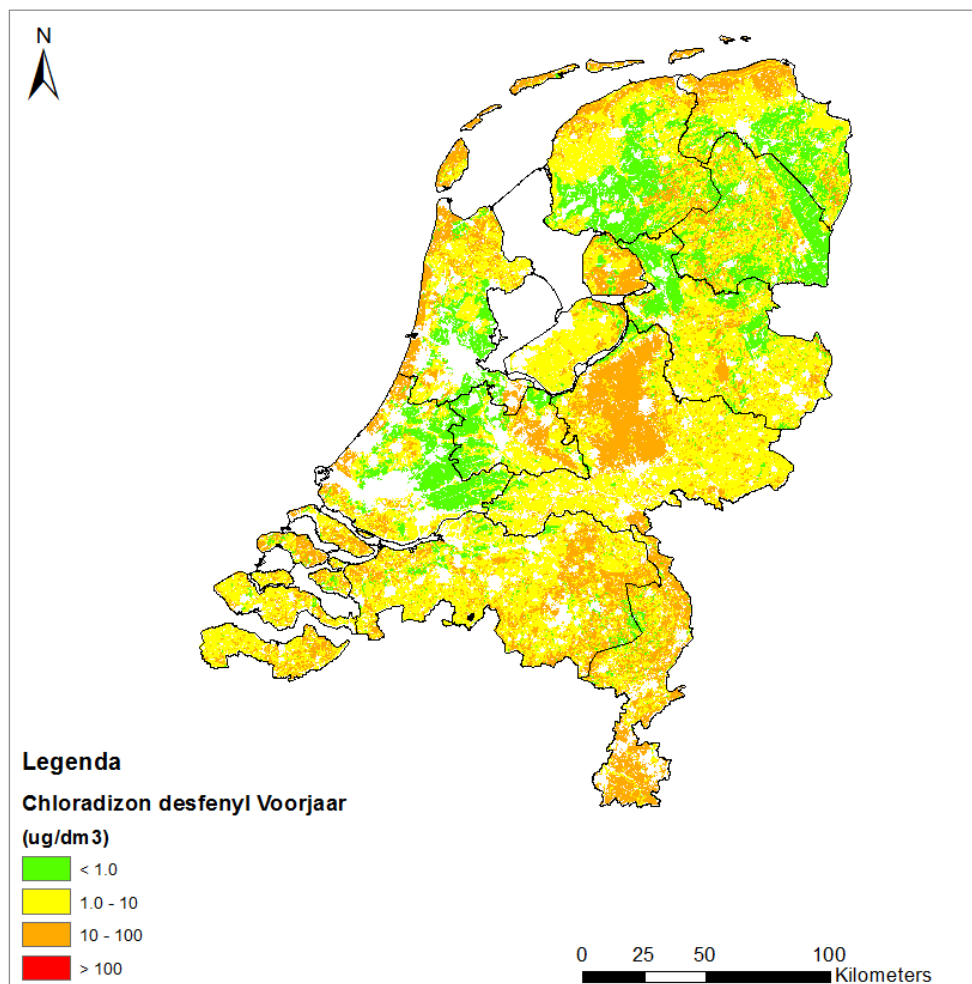 N
Legenda
Chloradizon desfenyl Voorjaar
(ug/dm3)
< 1.0
1.0 - 10
10 - 100
> 100
0 25 50 100
Kilometers